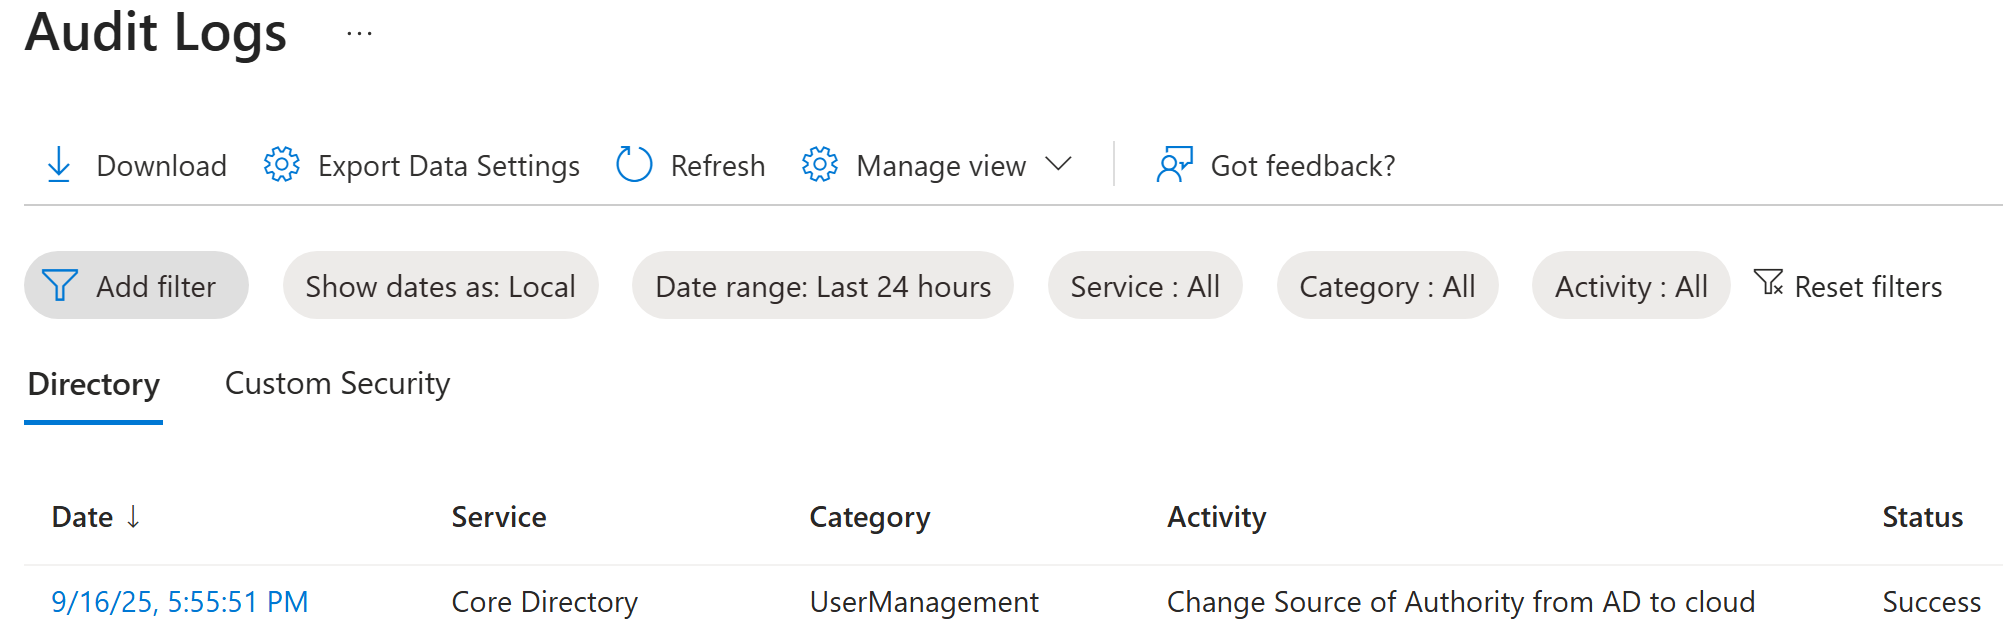 Audit Logs ...
Download Export Data Settings Refresh Manage view Got feedback?
Add filter Show dates as: Local Date range: Last 24 hours Service : All Category : All Activity : All Reset filters
Directory Custom Security
Date ↓ Service Category Activity Status
9/16/25, 5:55:51 PM Core Directory UserManagement Change Source of Authority from AD to cloud Success